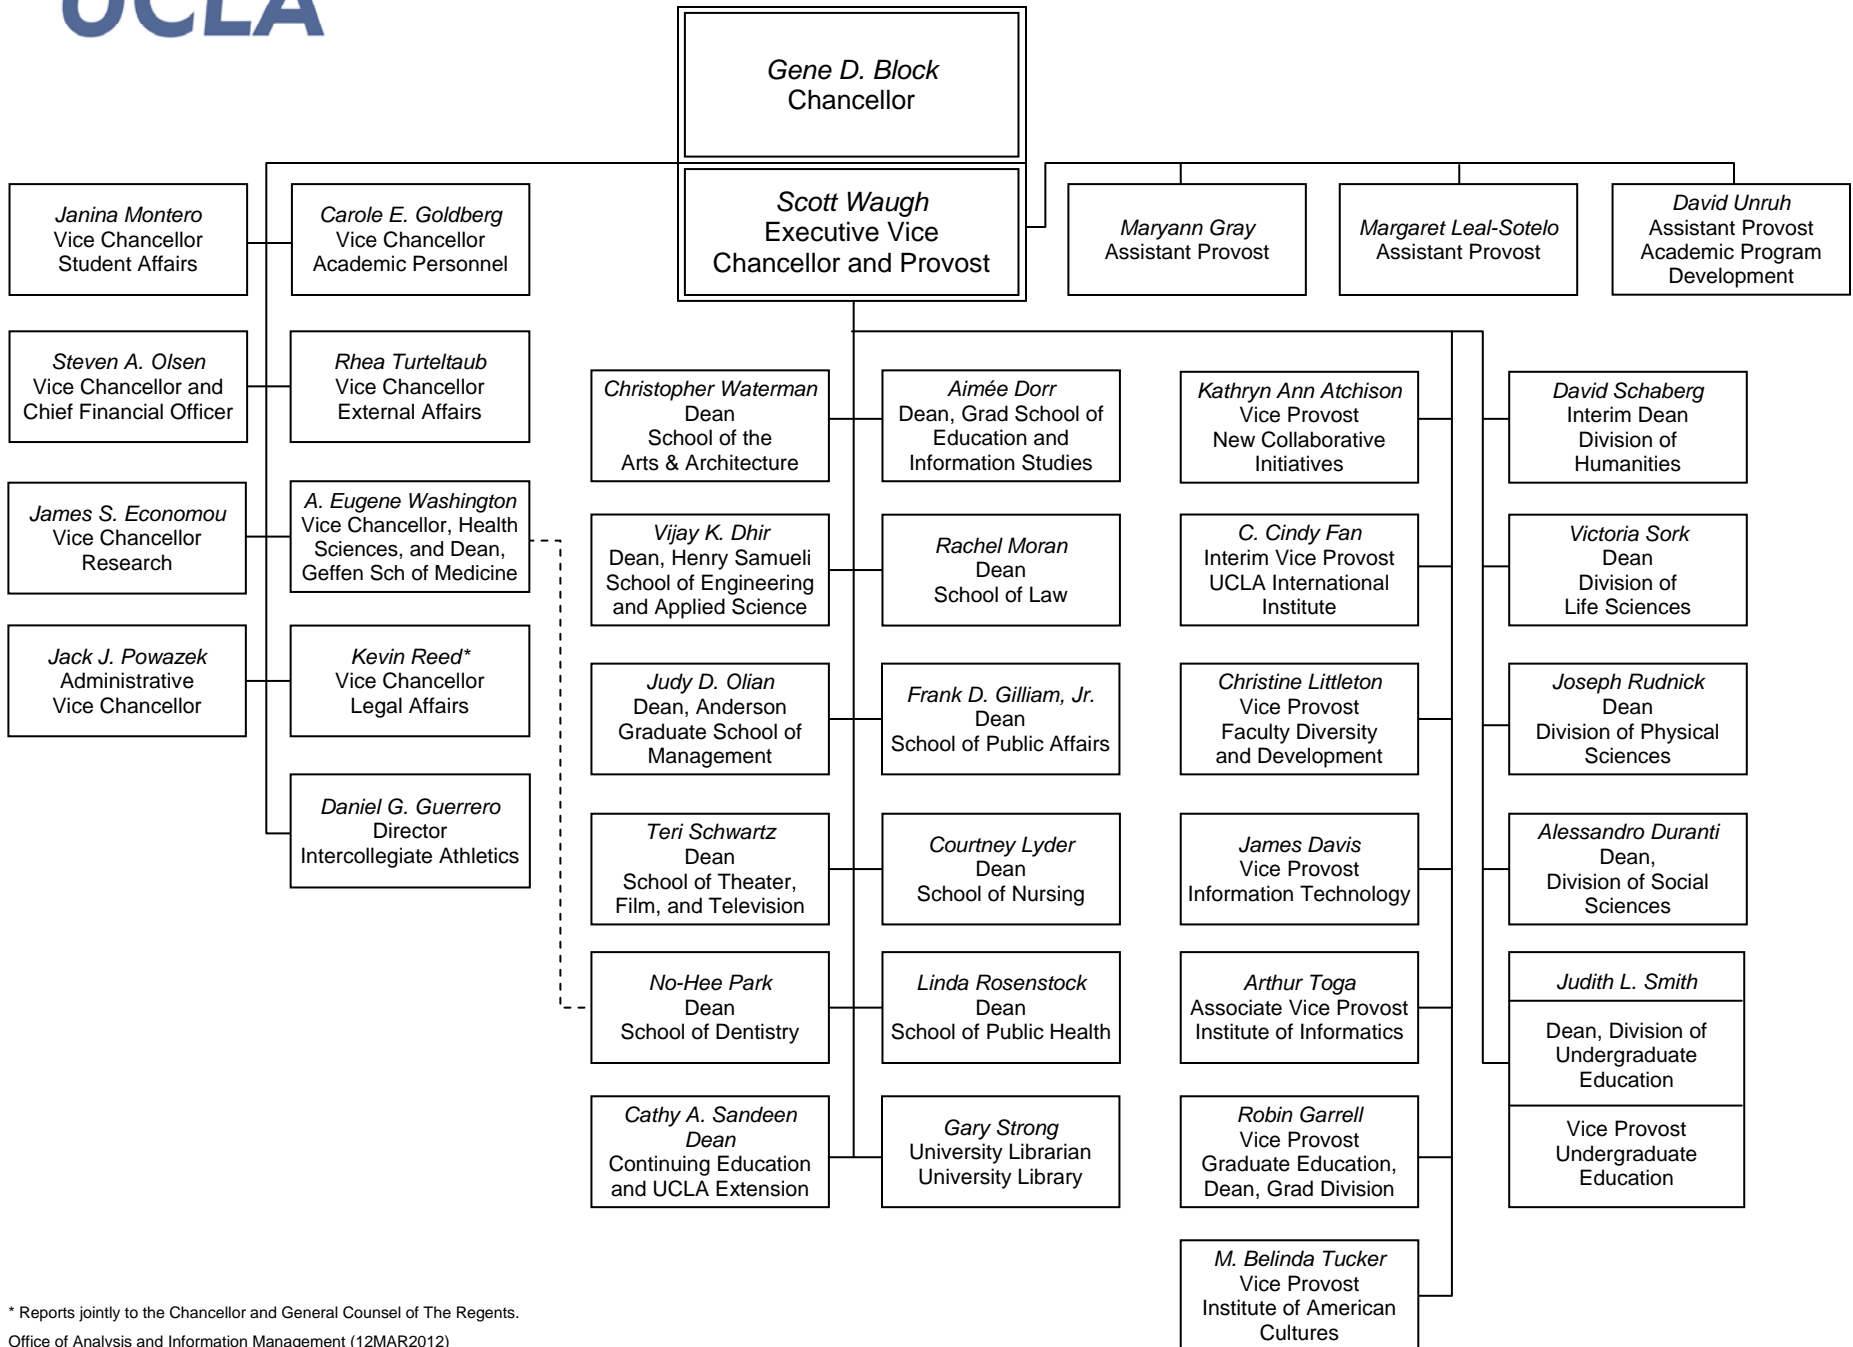 UCLA
Gene D. Block
Chancellor
Scott Waugh
Executive Vice
Chancellor and Provost
Maryann Gray
Assistant Provost
Margaret Leal-Sotelo
Assistant Provost
David Unruh
Assistant Provost
Academic Program
Development
Janina Montero
Vice Chancellor
Student Affairs
Carole E. Goldberg
Vice Chancellor
Academic Personnel
Steven A. Olsen
Vice Chancellor and
Chief Financial Officer
Rhea Turteltaub
Vice Chancellor
External Affairs
James S. Economou
Vice Chancellor
Research
A. Eugene Washington
Vice Chancellor, Health
Sciences, and Dean,
Geffen Sch of Medicine
Jack J. Powazek
Administrative
Vice Chancellor
Kevin Reed*
Vice Chancellor
Legal Affairs
Daniel G. Guerrero
Director
Intercollegiate Athletics
Christopher Waterman
Dean
School of the
Arts & Architecture
Aimée Dorr
Dean, Grad School of
Education and
Information Studies
Vijay K. Dhir
Dean, Henry Samueli
School of Engineering
and Applied Science
Rachel Moran
Dean
School of Law
Judy D. Olian
Dean, Anderson
Graduate School of
Management
Frank D. Gilliam, Jr.
Dean
School of Public Affairs
Teri Schwartz
Dean
School of Theater,
Film, and Television
Courtney Lyder
Dean
School of Nursing
No-Hee Park
Dean
School of Dentistry
Linda Rosenstock
Dean
School of Public Health
Cathy A. Sandeen
Dean
Continuing Education
and UCLA Extension
Gary Strong
University Librarian
University Library
Kathryn Ann Atchison
Vice Provost
New Collaborative
Initiatives
C. Cindy Fan
Interim Vice Provost
UCLA International
Institute
Christine Littleton
Vice Provost
Faculty Diversity
and Development
James Davis
Vice Provost
Information Technology
Arthur Toga
Associate Vice Provost
Institute of Informatics
Robin Garrell
Vice Provost
Graduate Education,
Dean, Grad Division
M. Belinda Tucker
Vice Provost
Institute of American
Cultures
David Schaberg
Interim Dean
Division of
Humanities
Victoria Sork
Dean
Division of
Life Sciences
Joseph Rudnick
Dean
Division of Physical
Sciences
Alessandro Duranti
Dean,
Division of Social
Sciences
Judith L. Smith
Dean, Division of
Undergraduate
Education
Vice Provost
Undergraduate
Education
* Reports jointly to the Chancellor and General Counsel of The Regents.
Office of Analysis and Information Management (12MAR2012)